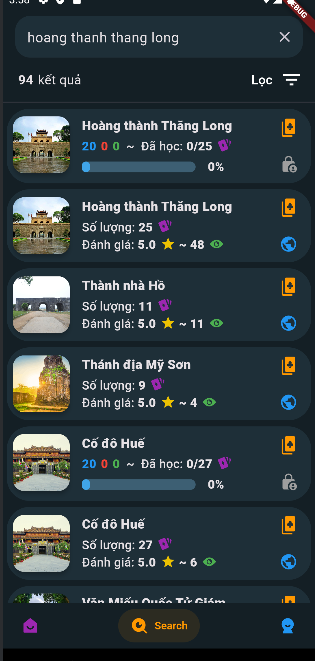 hoang thanh thang long
94 kết quả
Lọc
Hoàng thành Thăng Long
20 0 0 ~ Đã học: 0/25
0%
Hoàng thành Thăng Long
Số lượng: 25
Đánh giá: 5.0 ~ 48
Thành nhà Hồ
Số lượng: 11
Đánh giá: 5.0 ~ 11
Thánh địa Mỹ Sơn
Số lượng: 9
Đánh giá: 5.0 ~ 4
Cố đô Huế
20 0 0 ~ Đã học: 0/27
0%
Cố đô Huế
Số lượng: 27
Đánh giá: 5.0 ~ 6
Văn Miếu Quốc Tử Giám
Search